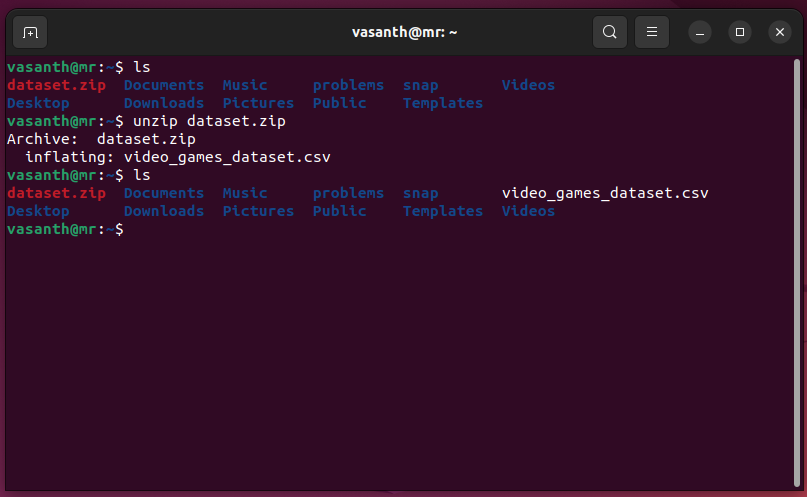 vasanth@mr: ~
vasanth@mr:~$ ls
dataset.zip  Documents  Music     problems  snap       Videos
Desktop      Downloads  Pictures  Public    Templates
vasanth@mr:~$ unzip dataset.zip
Archive:  dataset.zip
  inflating: video_games_dataset.csv
vasanth@mr:~$ ls
dataset.zip  Documents  Music     problems  snap       video_games_dataset.csv
Desktop      Downloads  Pictures  Public    Templates  Videos
vasanth@mr:~$